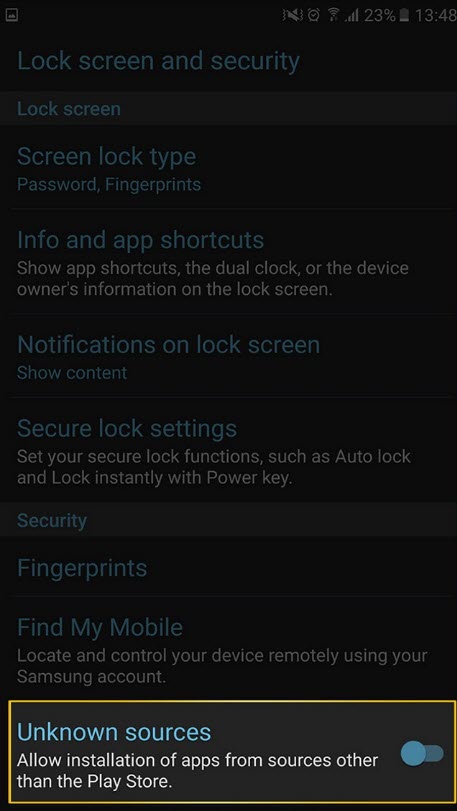 23% 13:48
Lock screen and security
Lock screen
Screen lock type
Password, Fingerprints
Info and app shortcuts
Show app shortcuts, the dual clock, or the device
owner's information on the lock screen.
Notifications on lock screen
Show content
Secure lock settings
Set your secure lock functions, such as Auto lock
and Lock instantly with Power key.
Security
Fingerprints
Find My Mobile
Locate and control your device remotely using your
Samsung account.
Unknown sources
Allow installation of apps from sources other
than the Play Store.